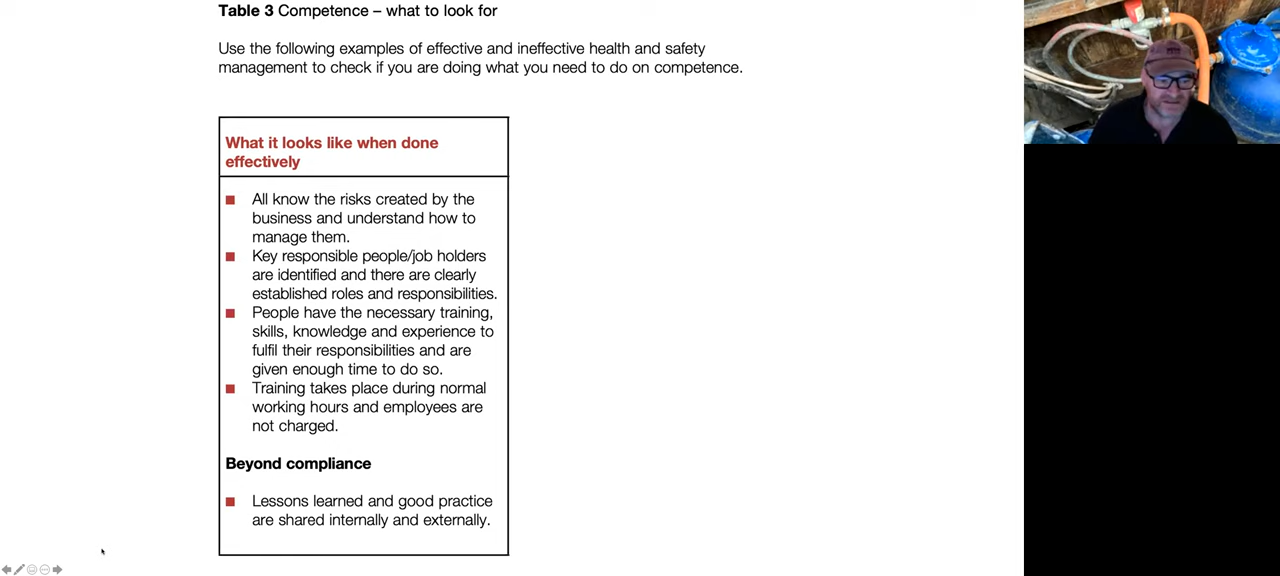 Table 3 Competence – what to look for
Use the following examples of effective and ineffective health and safety
management to check if you are doing what you need to do on competence.
What it looks like when done
effectively
All know the risks created by the
business and understand how to
manage them.
Key responsible people/job holders
are identified and there are clearly
established roles and responsibilities.
People have the necessary training,
skills, knowledge and experience to
fulfil their responsibilities and are
given enough time to do so.
Training takes place during normal
working hours and employees are
not charged.
Beyond compliance
Lessons learned and good practice
are shared internally and externally.